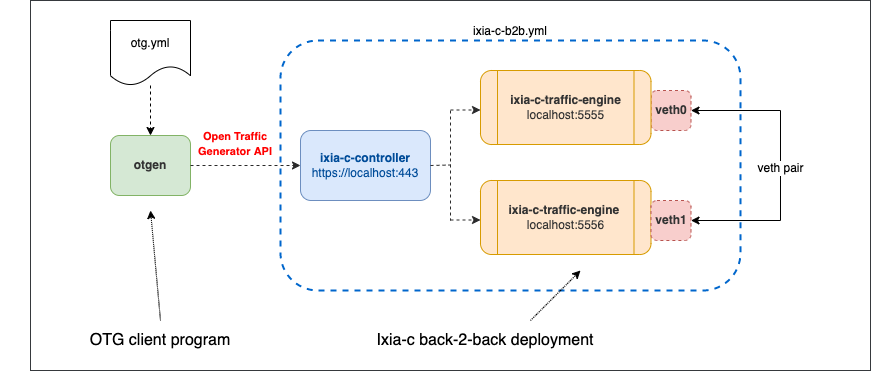 ixia-c-b2b.yml
otg.yml
Open Traffic
Generator API
otgen
ixia-c-controller
https://localhost:443
ixia-c-traffic-engine
localhost:5555
veth0
veth pair
ixia-c-traffic-engine
localhost:5556
veth1
OTG client program
Ixia-c back-2-back deployment